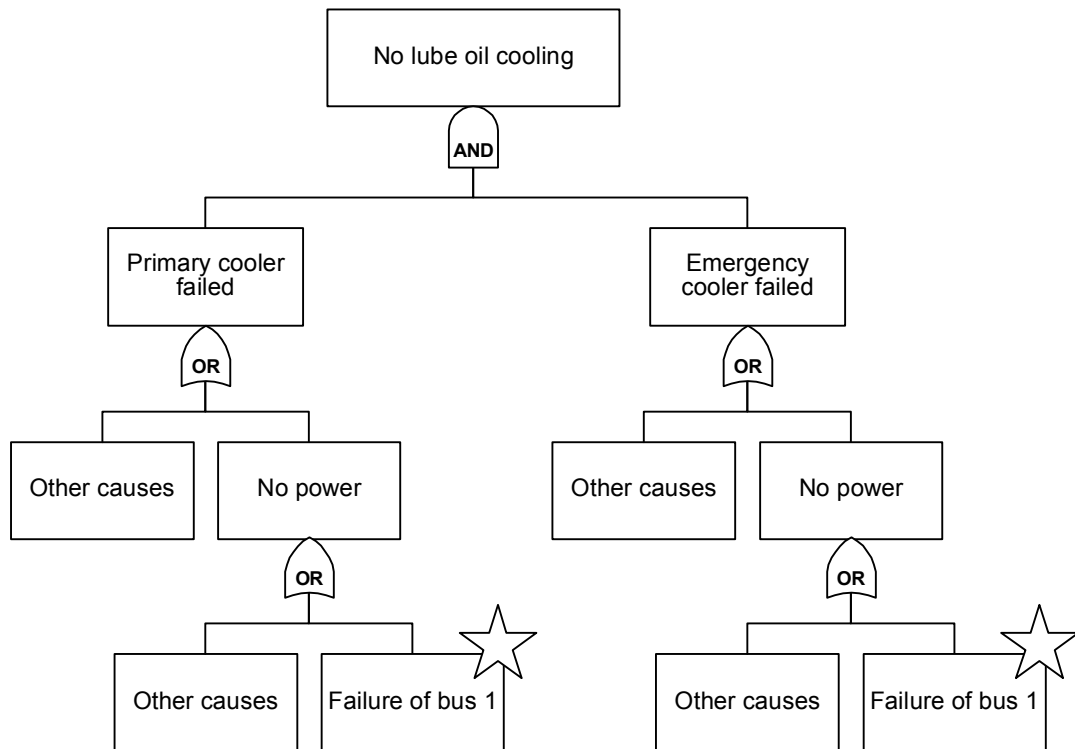 No lube oil cooling
AND
Primary cooler
failed
Emergency
cooler failed
OR
OR
Other causes
No power
Other causes
No power
OR
OR
Other causes
Failure of bus 1
Other causes
Failure of bus 1